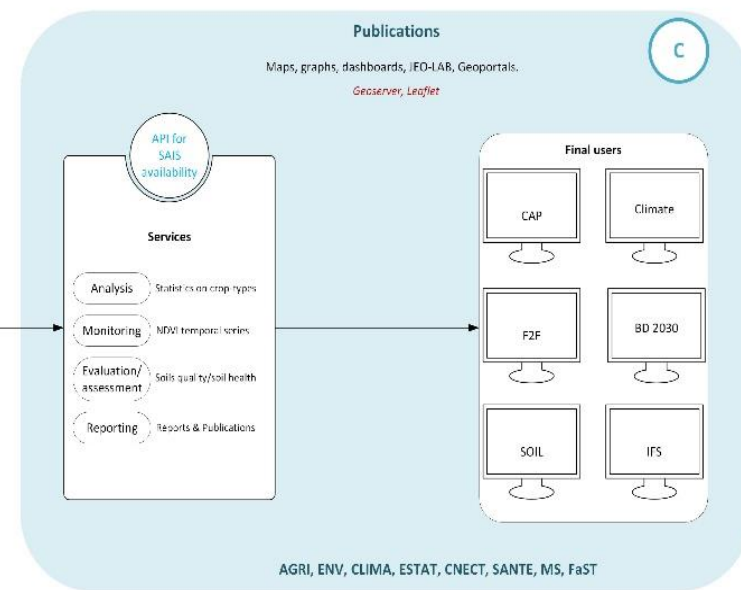 Publications
C
Maps, graphs, dashboards, JEO-LAB, Geoportals.
Geoserver, Leaflet
API for
SAIS
availability
Services
Analysis Statistics on crop types
Monitoring NDVI temporal series
Evaluation/
assessment Soils quality/soil health
Reporting Reports & Publications
Final users
CAP Climate
F2F BD 2030
SOIL IFS
AGRI, ENV, CLIMA, ESTAT, CNECT, SANTE, MS, FaST